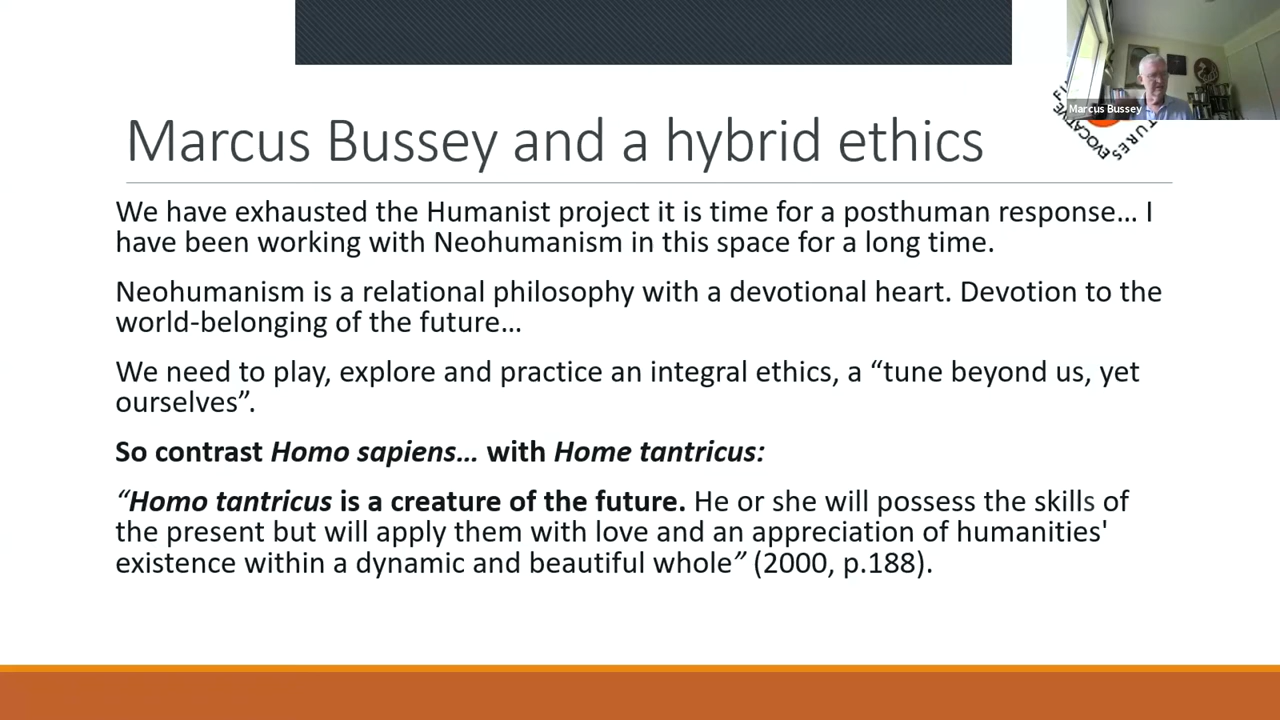 Marcus Bussey
EVOCATIVE
TURES
Marcus Bussey and a hybrid ethics
We have exhausted the Humanist project it is time for a posthuman response… I
have been working with Neohumanism in this space for a long time.
Neohumanism is a relational philosophy with a devotional heart. Devotion to the
world-belonging of the future…
We need to play, explore and practice an integral ethics, a “tune beyond us, yet
ourselves”.
So contrast Homo sapiens… with Home tantricus:
“Homo tantricus is a creature of the future. He or she will possess the skills of
the present but will apply them with love and an appreciation of humanities'
existence within a dynamic and beautiful whole” (2000, p.188).